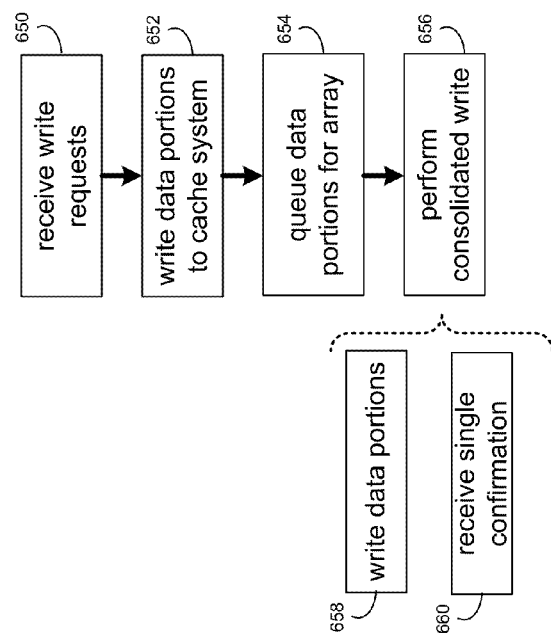 650
receive write
requests
652
write data portions
to cache system
654
queue data
portions for array
656
perform
consolidated write
658
write data portions
660
receive single
confirmation